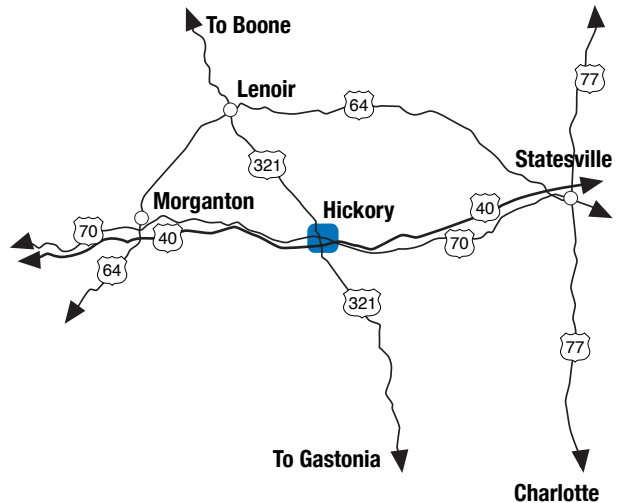 To Boone
77
Lenoir
64
321
Statesville
Morganton
Hickory
40
70
40
70
64
321
77
To Gastonia
Charlotte